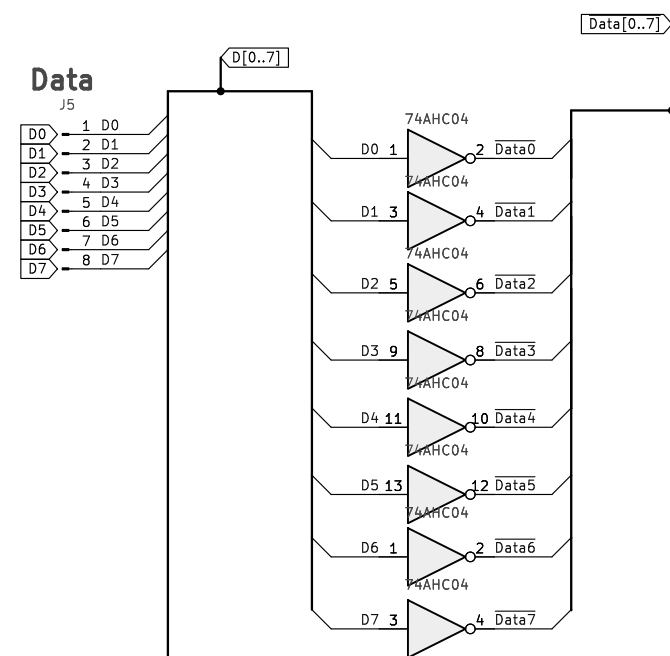 Data[0..7]
D[0..7]
Data
J5
D0 1 D0
D1 2 D1
D2 3 D2
D3 4 D3
D4 5 D4
D5 6 D5
D6 7 D6
D7 8 D7
74AHC04
D0 1 2 Data0
74AHC04
D1 3 4 Data1
74AHC04
D2 5 6 Data2
74AHC04
D3 9 8 Data3
74AHC04
D4 11 10 Data4
74AHC04
D5 13 12 Data5
74AHC04
D6 1 2 Data6
74AHC04
D7 3 4 Data7